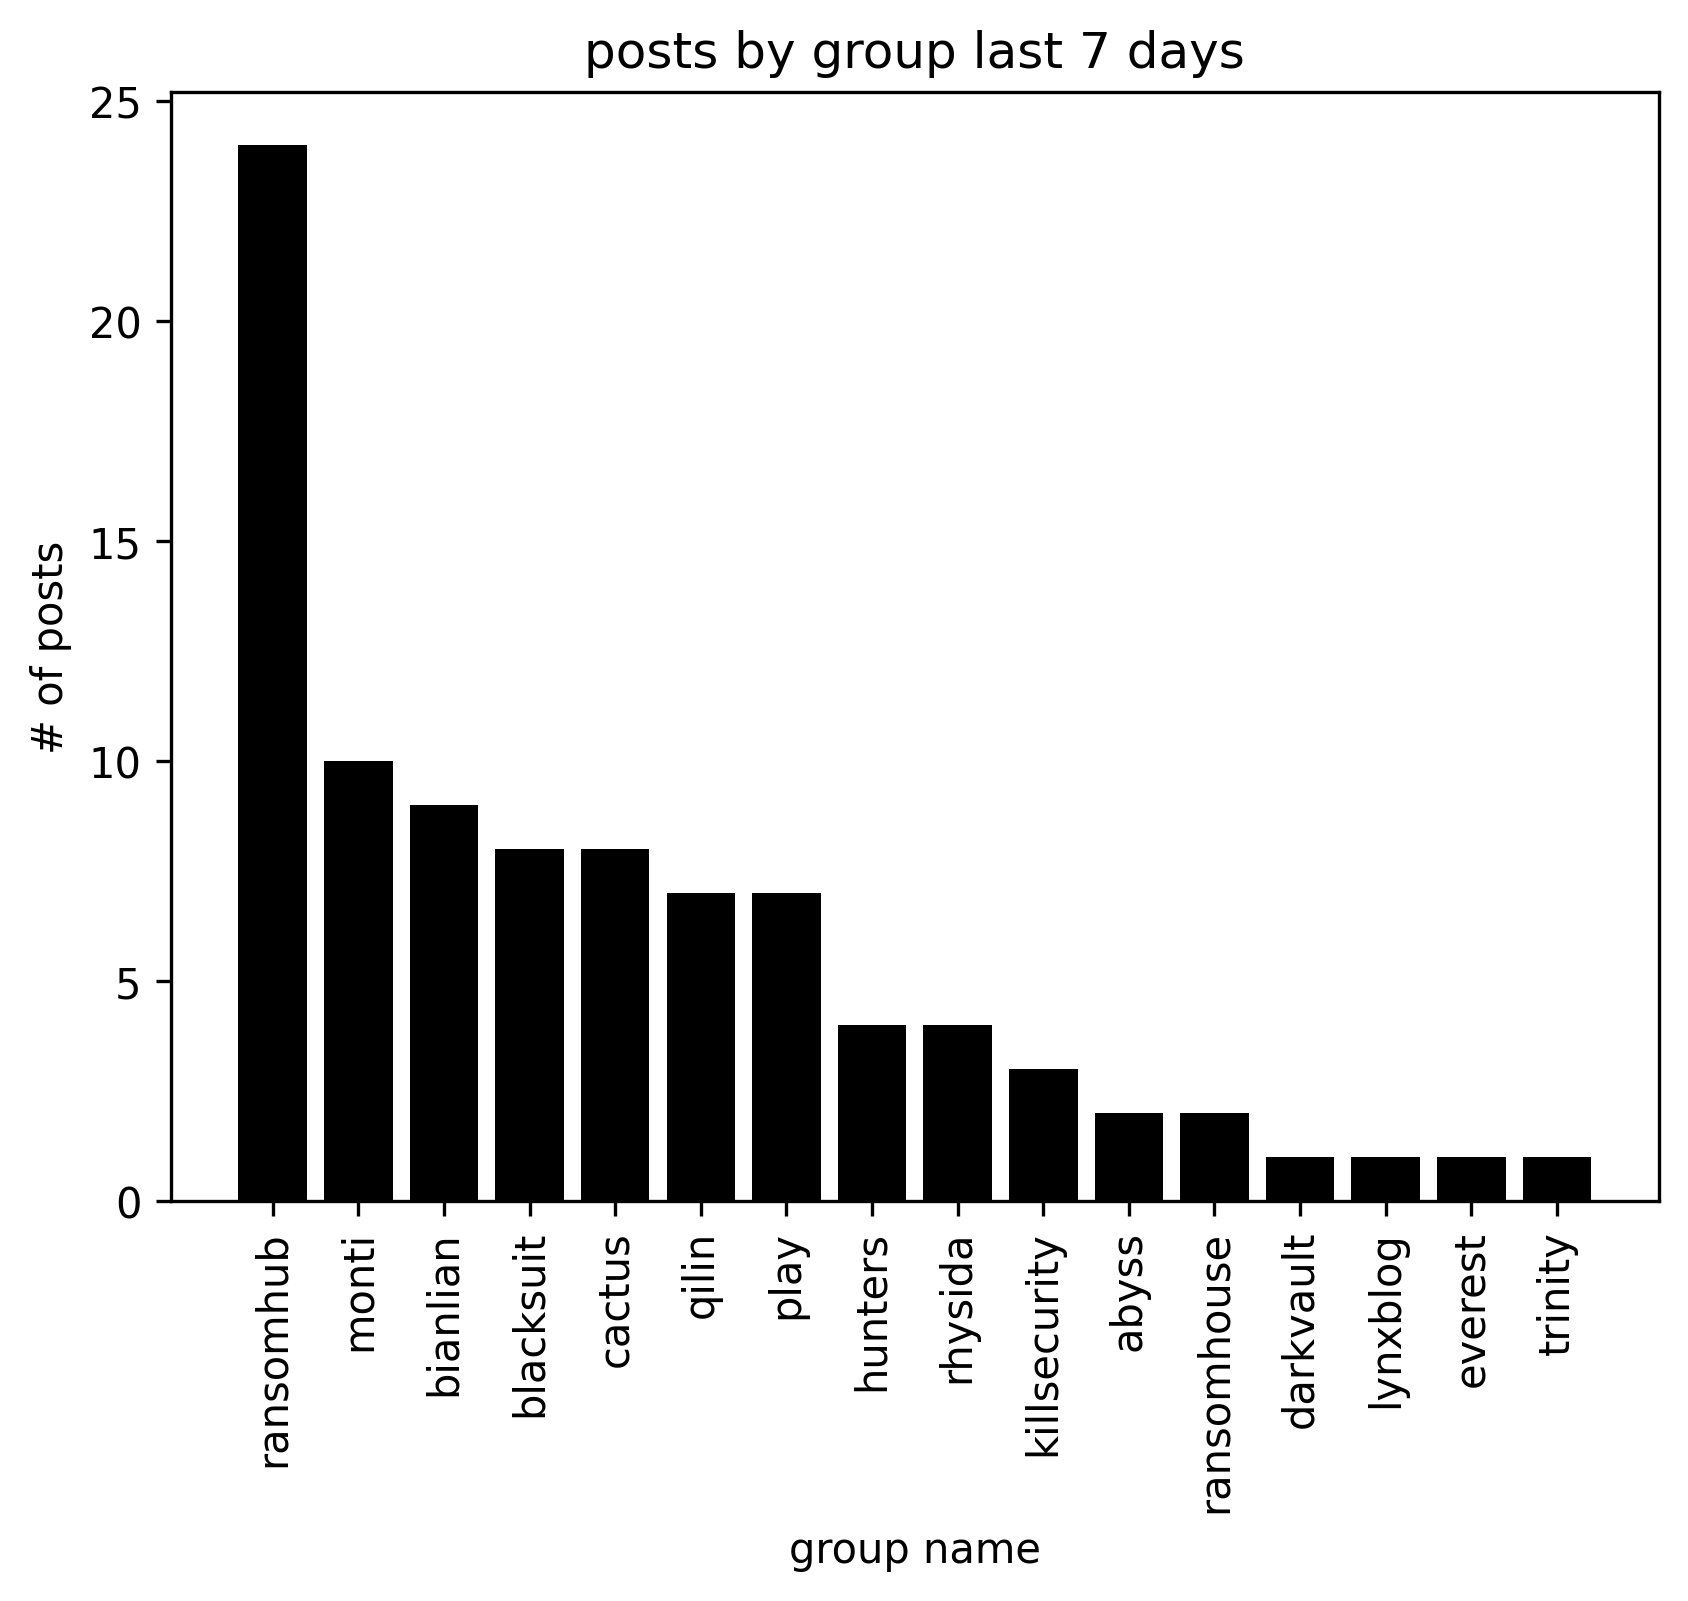 posts by group last 7 days
# of posts
25
20
15
10
5
0
ransomhub
monti
bianlian
blacksuit
cactus
qilin
play
hunters
rhysida
killsecurity
abyss
ransomhouse
darkvault
lynxblog
everest
trinity
group name